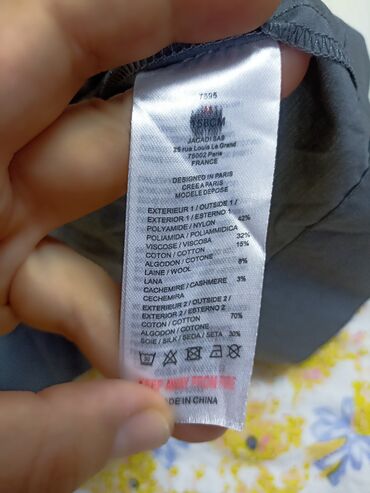 7595
158CM
JACADI SAS
26 rue Louis Le Grand
75002 Paris
FRANCE
DESIGNED IN PARIS
CREE A PARIS
MODELE DEPOSE
EXTERIEUR 1 / OUTSIDE 1 /
EXTERIOR 1 / ESTERNO 1
POLYAMIDE / NYLON 42%
POLIAMIDA / POLIAMMIDICA
VISCOSE / VISCOSA 32%
COTON / COTTON 15%
ALGODON / COTONE
LAINE / WOOL 8%
LANA
CACHEMIRE / CASHMERE 3%
CECHEMIRA
EXTERIEUR 2 / OUTSIDE 2 /
EXTERIOR 2 / ESTERNO 2
COTON / COTTON 70%
ALGODON / COTONE
SOIE / SILK / SEDA / SETA 30%
KEEP AWAY FROM FIRE
MADE IN CHINA